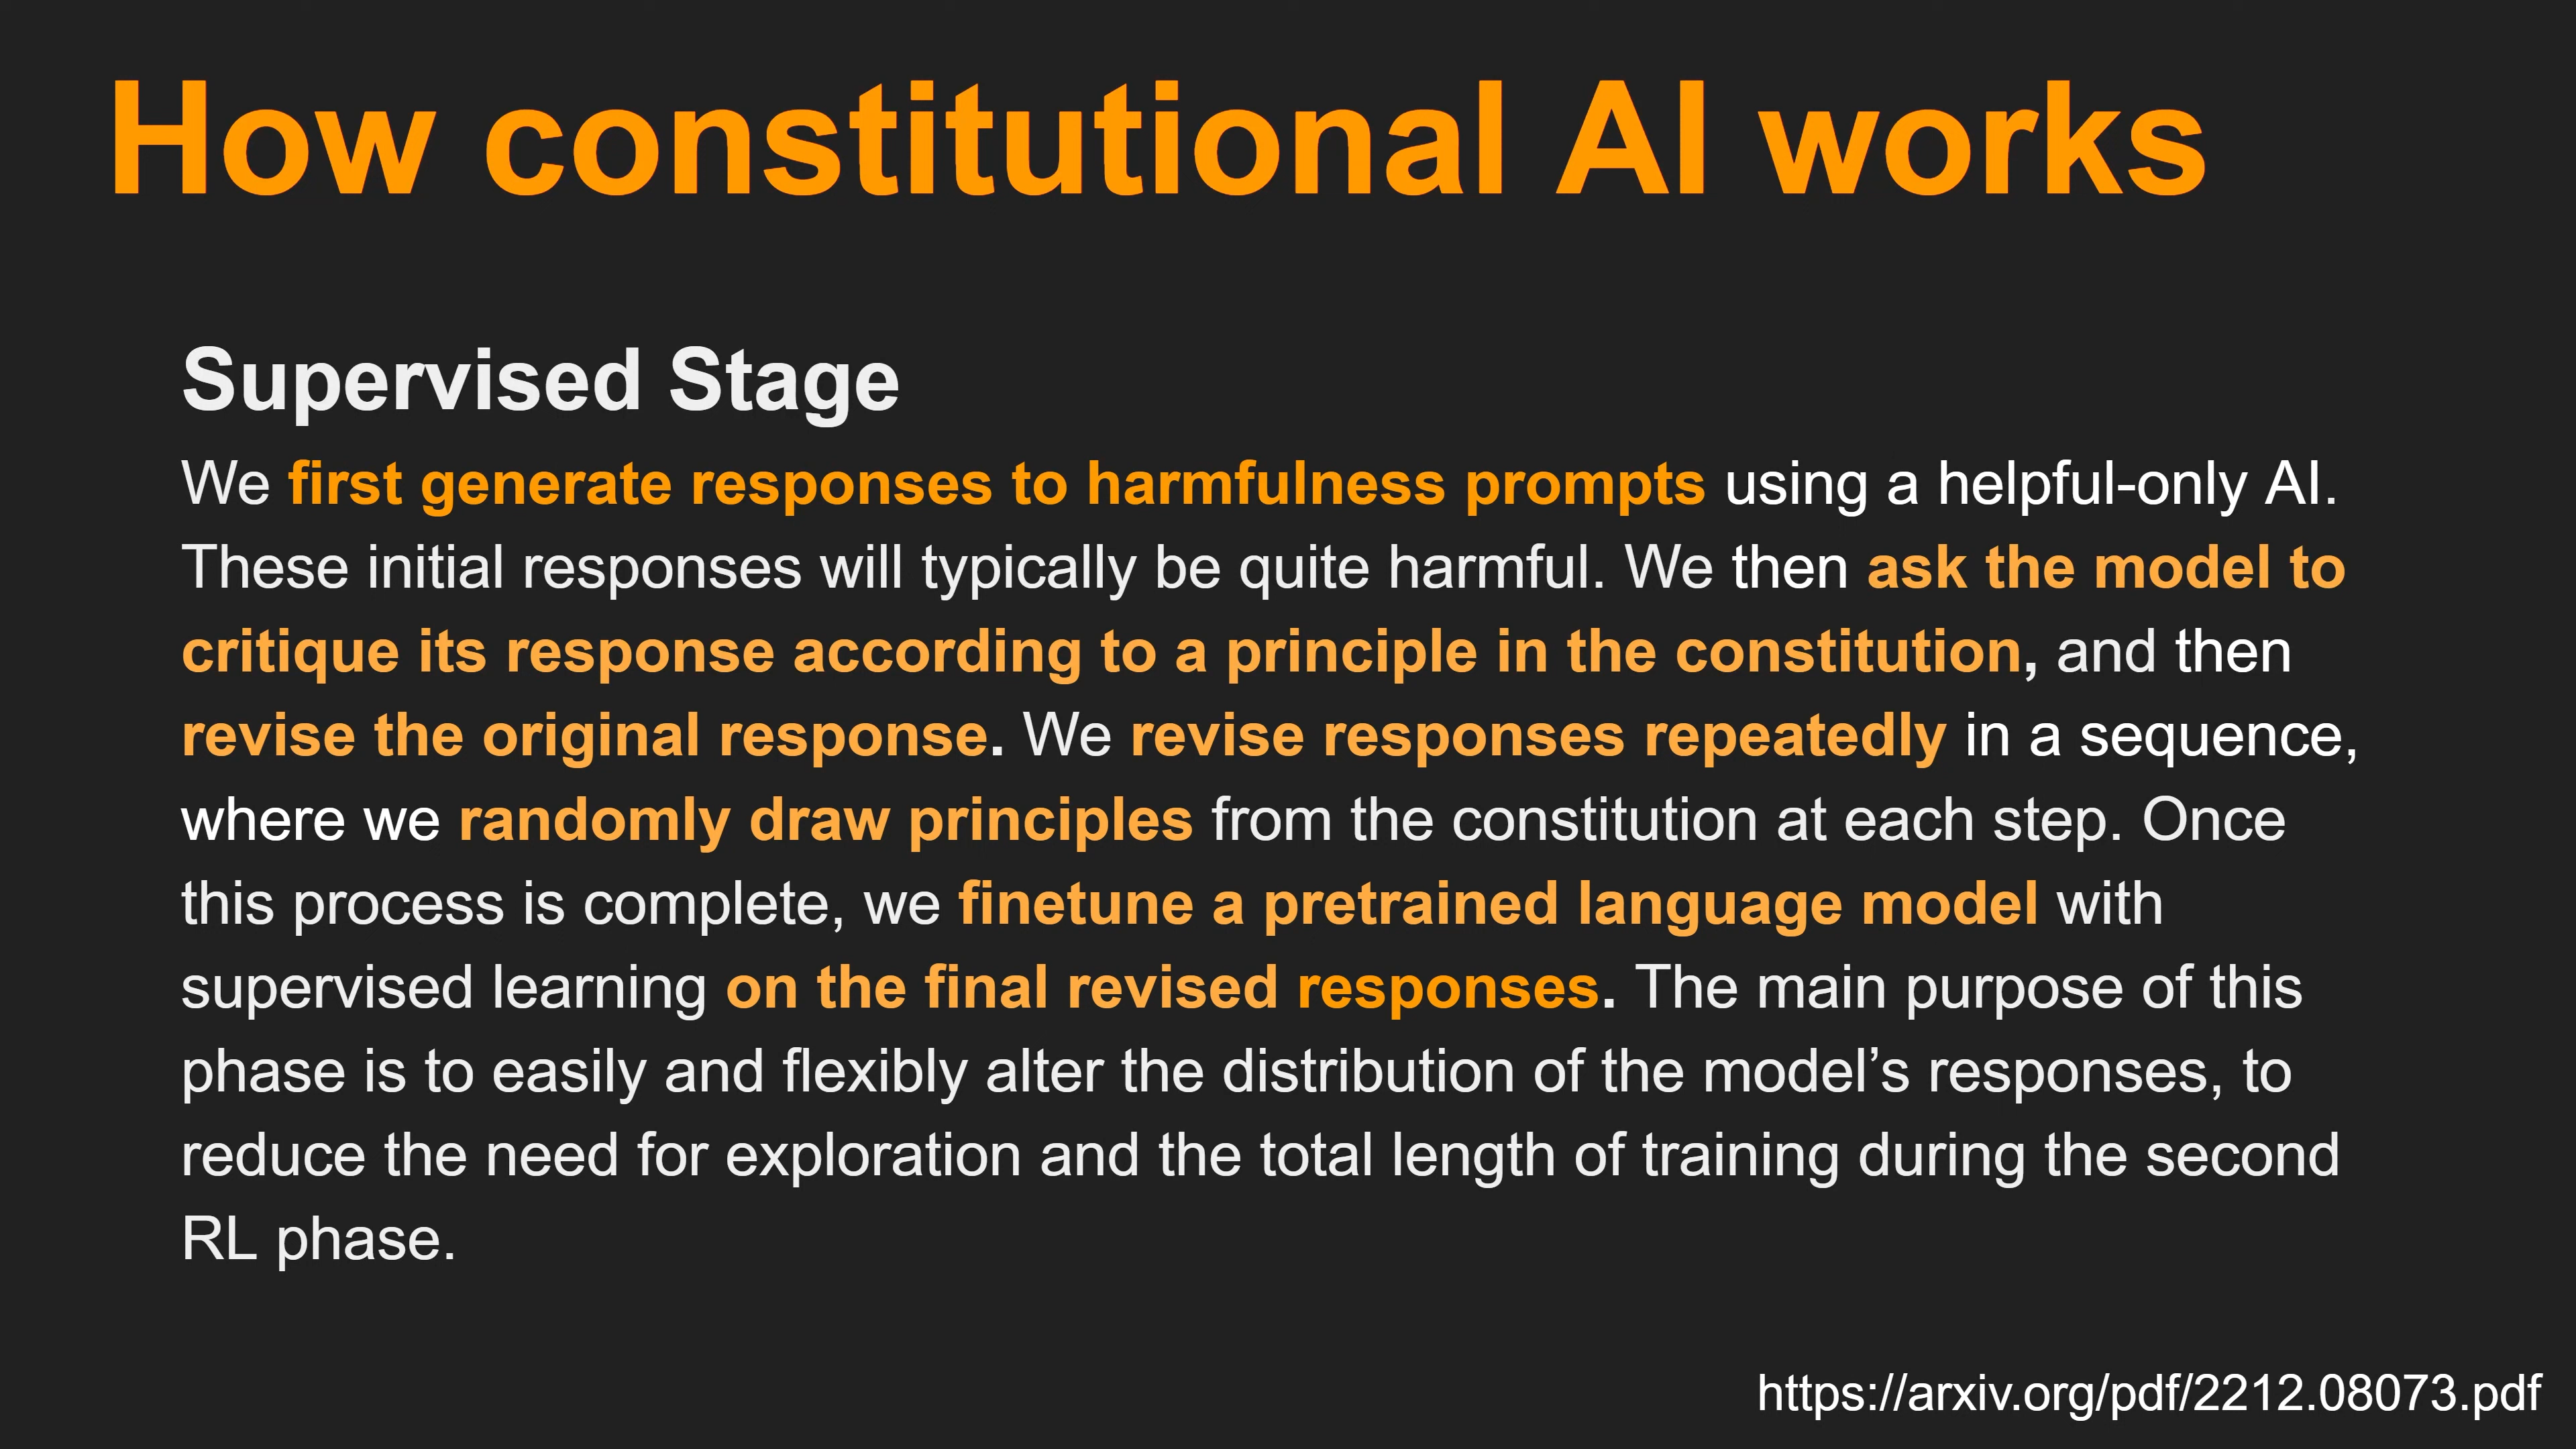 How constitutional AI works
Supervised Stage
We first generate responses to harmfulness prompts using a helpful-only AI.
These initial responses will typically be quite harmful. We then ask the model to
critique its response according to a principle in the constitution, and then
revise the original response. We revise responses repeatedly in a sequence,
where we randomly draw principles from the constitution at each step. Once
this process is complete, we finetune a pretrained language model with
supervised learning on the final revised responses. The main purpose of this
phase is to easily and flexibly alter the distribution of the model’s responses, to
reduce the need for exploration and the total length of training during the second
RL phase.
https://arxiv.org/pdf/2212.08073.pdf